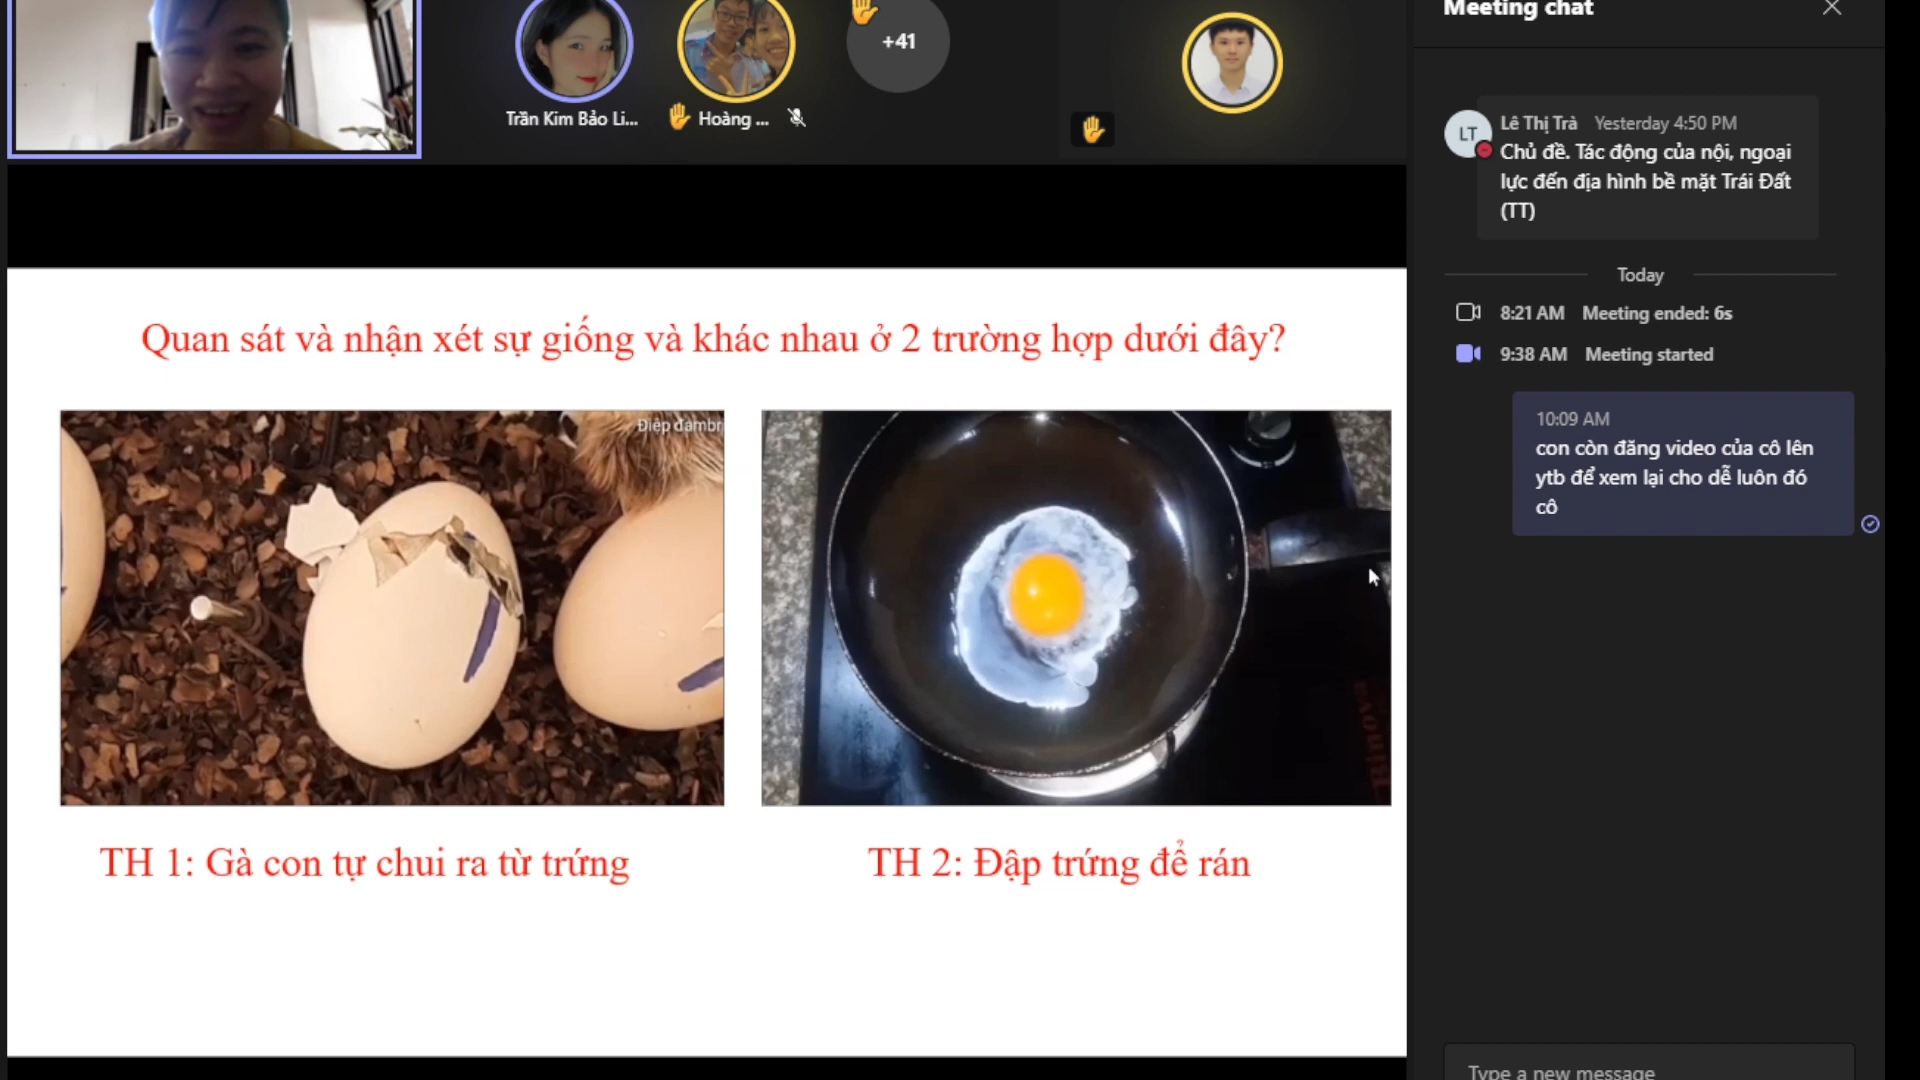 Meeting chat
+41
Trần Kim Bảo Li...
Hoàng ...
LT
Lê Thị Trà Yesterday 4:50 PM
Chủ đề. Tác động của nội, ngoại
lực đến địa hình bề mặt Trái Đất
(TT)
Today
8:21 AM Meeting ended: 6s
9:38 AM Meeting started
10:09 AM
con còn đăng video của cô lên
ytb để xem lại cho dễ luôn đó
cô
Type a new message
Quan sát và nhận xét sự giống và khác nhau ở 2 trường hợp dưới đây?
Điệp đambri
TH 1: Gà con tự chui ra từ trứng
TH 2: Đập trứng để rán